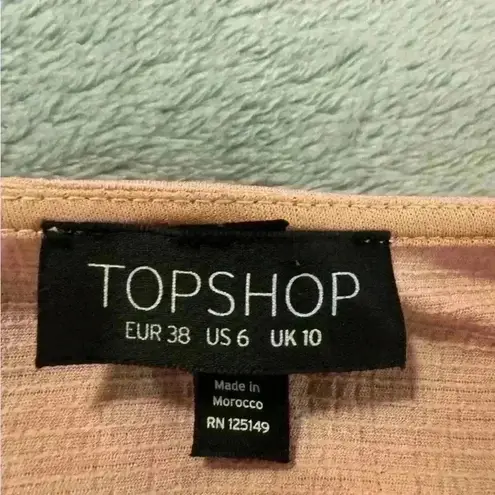 TOPSHOP
EUR 38 US 6 UK 10
Made in
Morocco
RN 125149